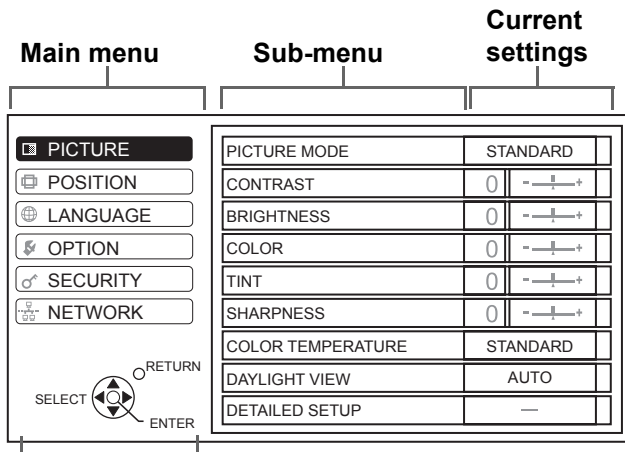 Main menu
Sub-menu
Current
settings
PICTURE
POSITION
LANGUAGE
OPTION
SECURITY
NETWORK
RETURN
SELECT
ENTER
PICTURE MODE STANDARD
CONTRAST 0 - +
BRIGHTNESS 0 - +
COLOR 0 - +
TINT 0 - +
SHARPNESS 0 - +
COLOR TEMPERATURE STANDARD
DAYLIGHT VIEW AUTO
DETAILED SETUP —